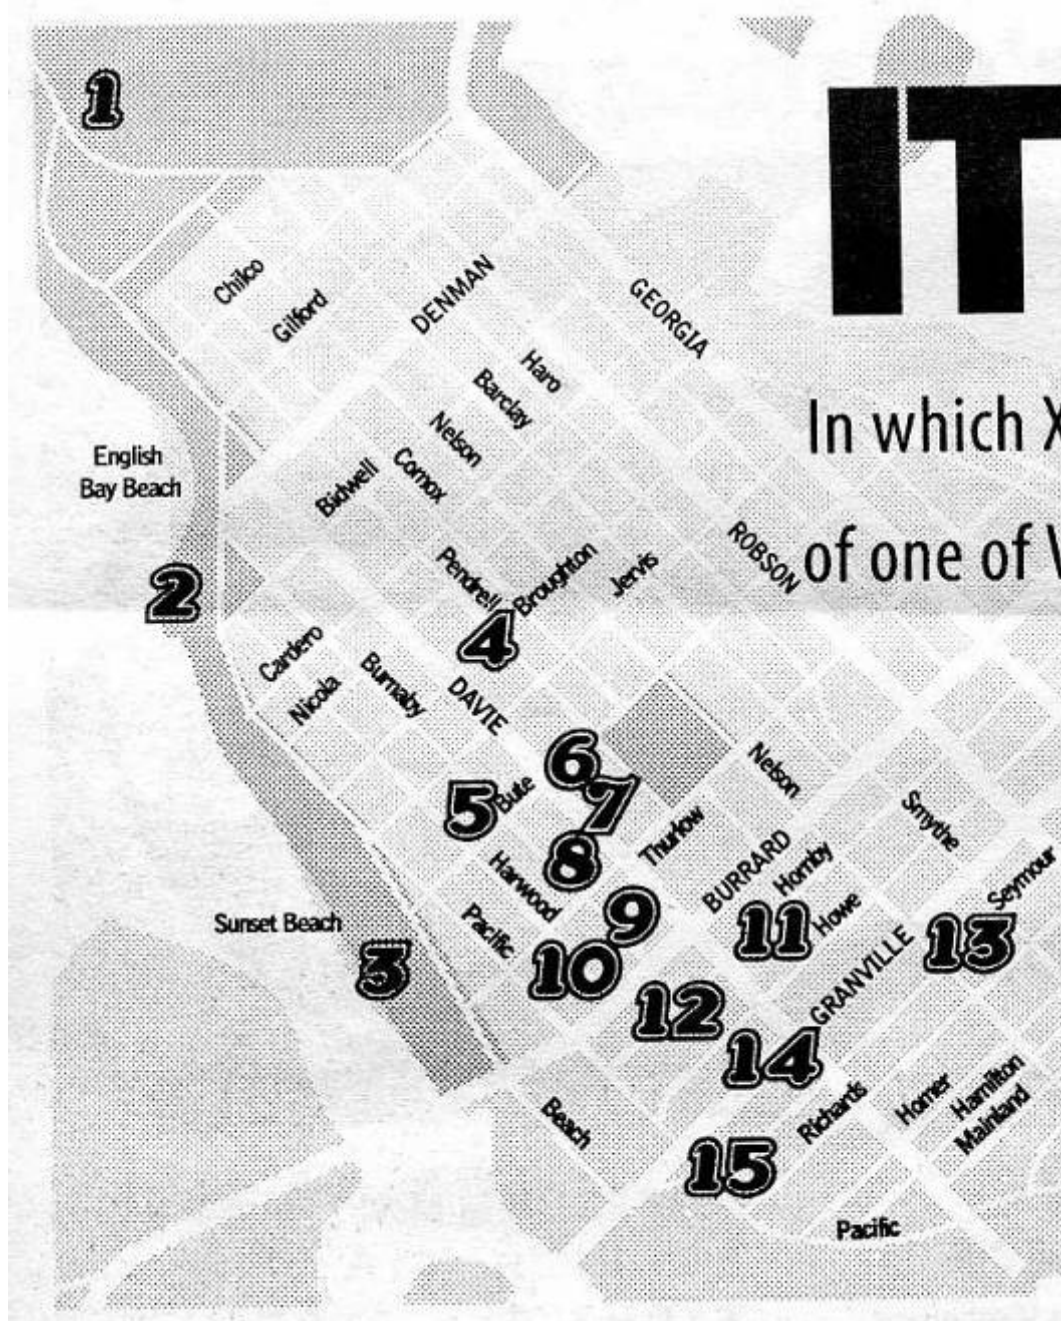 1
IT
Chilco
Gilford
DENMAN
GEORGIA
Haro
Barclay
In which X
Nelson
English
Bay Beach
Comox
Bidwell
ROBSON
of one of
Pendrell
Broughton
Jervis
2
4
Cardero
Burnaby
Nicola
DAVIE
6
Nelson
7
5
Bute
Smythe
Thurlow
8
BURRARD
Hornby
Harwood
Seymour
Sunset Beach
Pacific
9
11
Howe
13
3
10
GRANVILLE
12
14
Beach
Richards
Homer
Hamilton
Mainland
15
Pacific